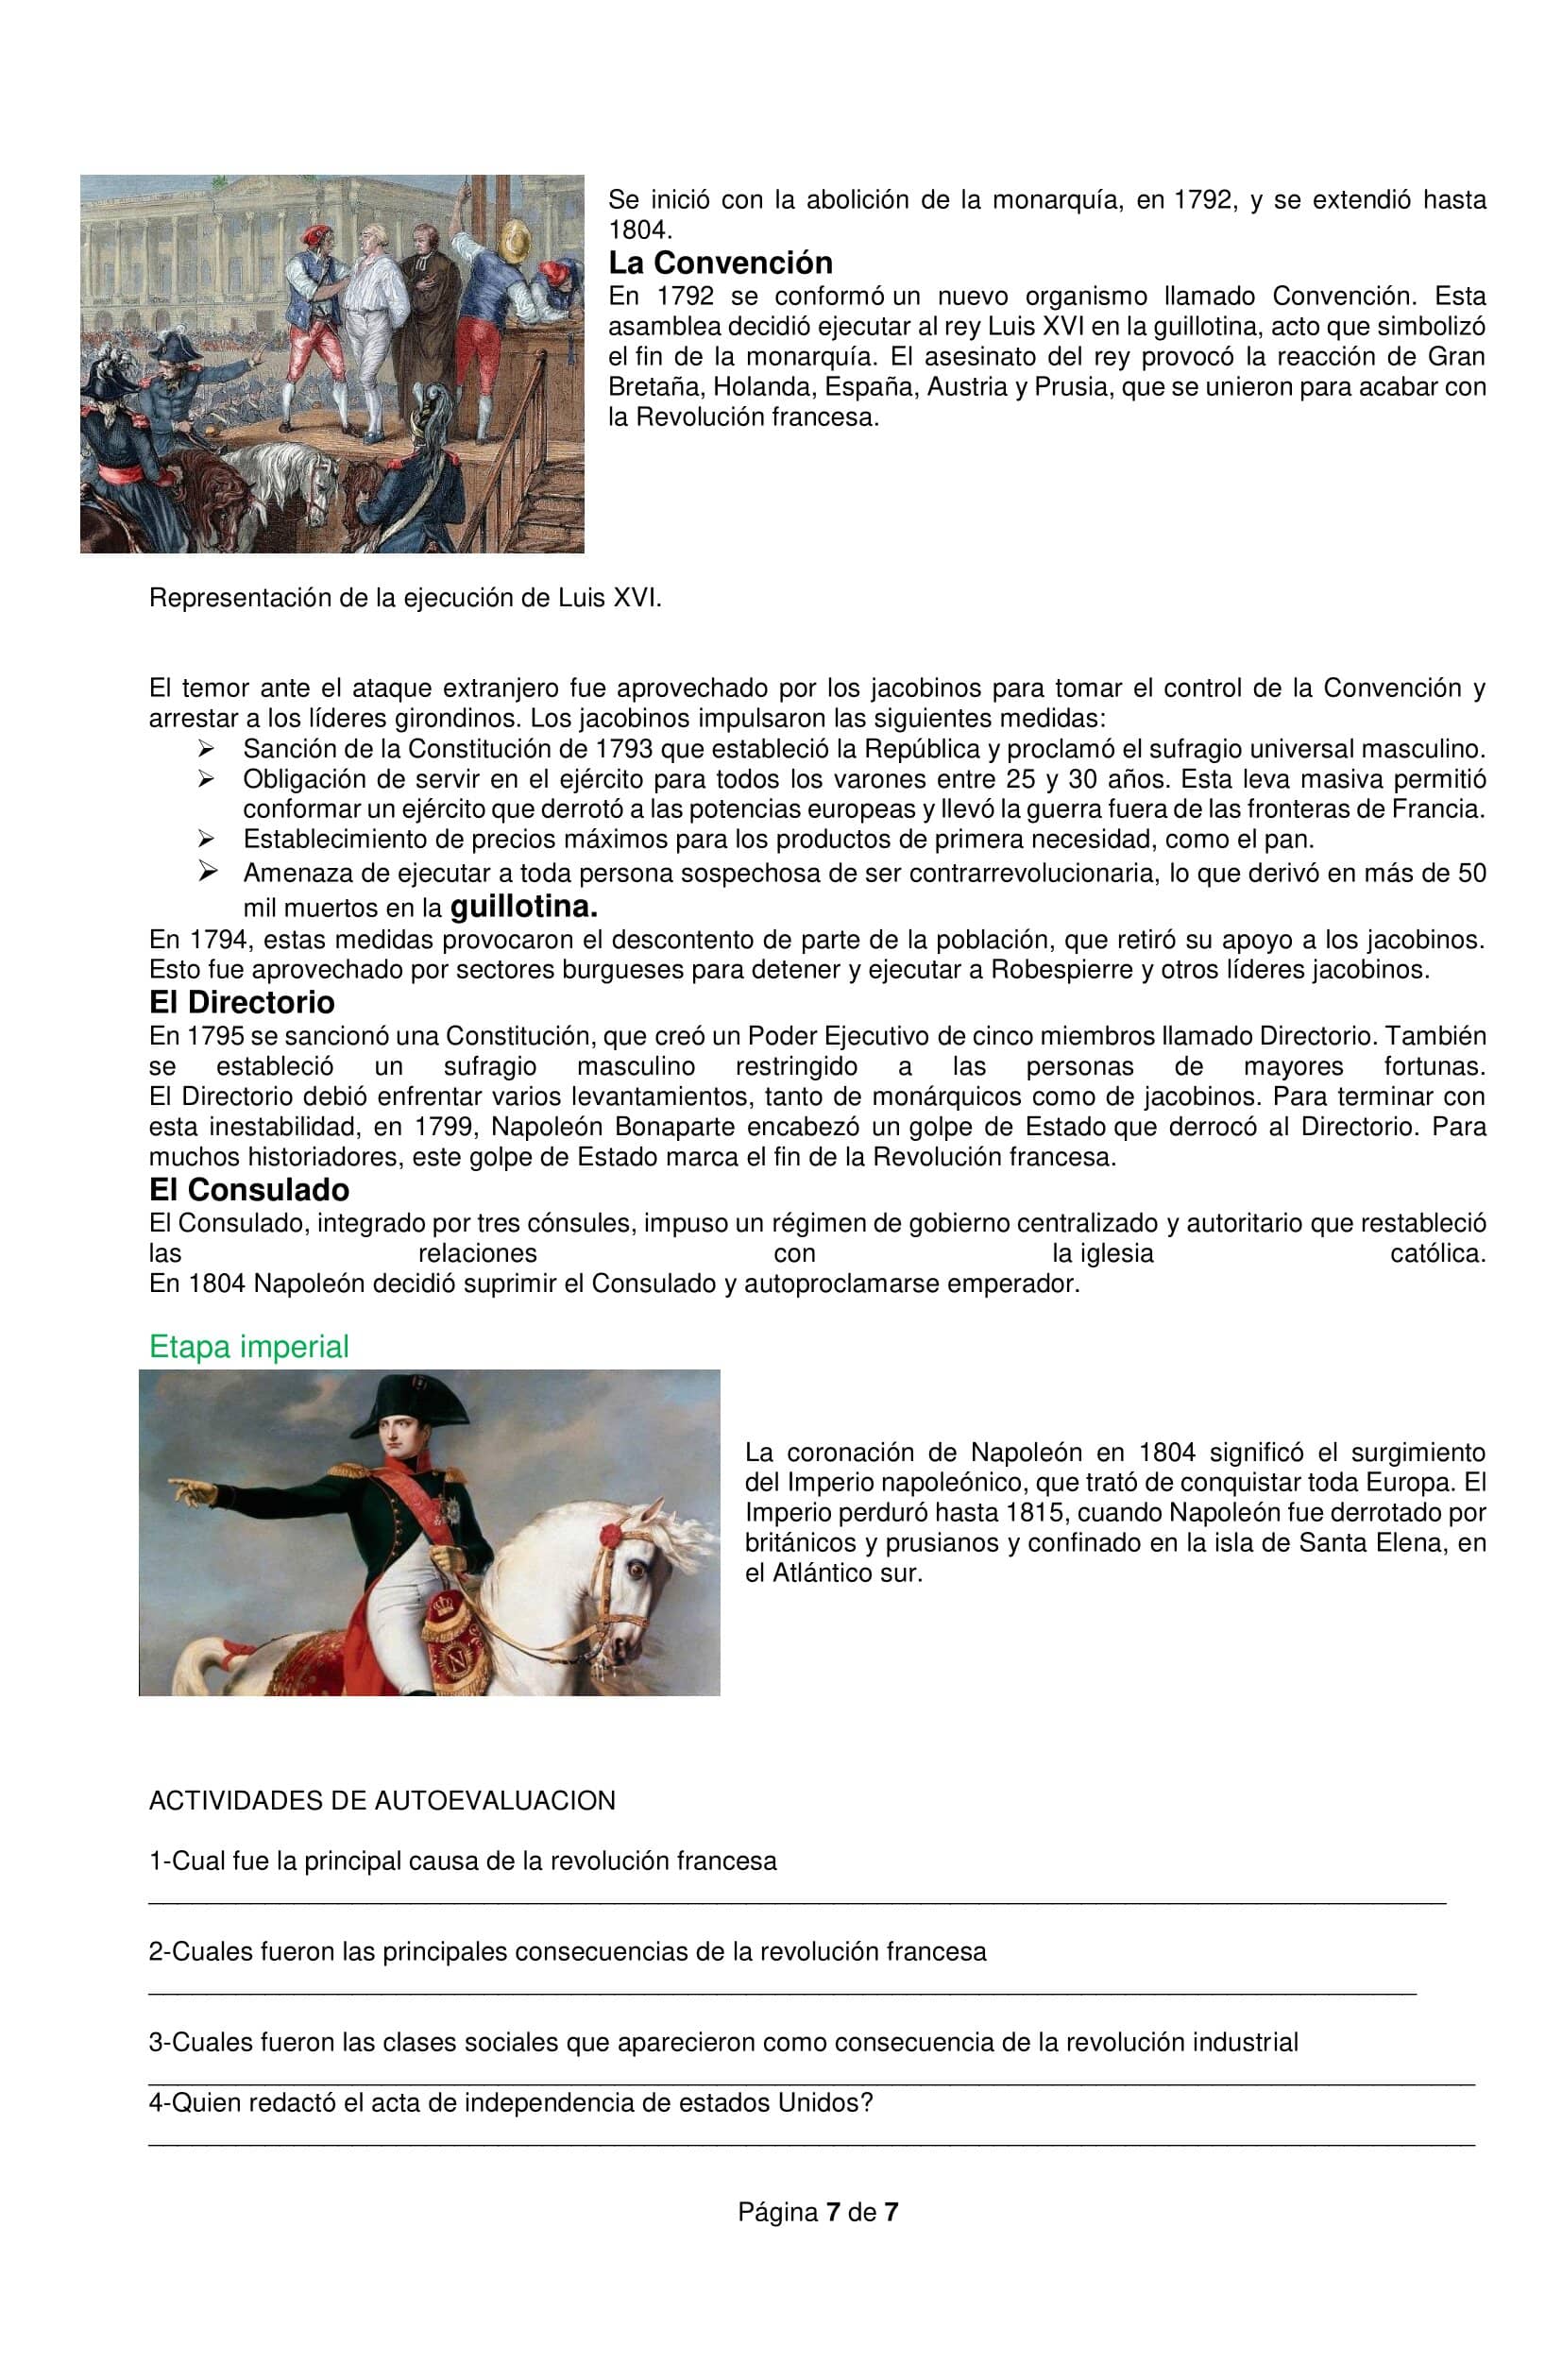 Se inició con la abolición de la monarquía, en 1792, y se extendió hasta
1804.
La Convención
En 1792 se conformó un nuevo organismo llamado Convención. Esta
asamblea decidió ejecutar al rey Luis XVI en la guillotina, acto que simbolizó
el fin de la monarquía. El asesinato del rey provocó la reacción de Gran
Bretaña, Holanda, España, Austria y Prusia, que se unieron para acabar con
la Revolución francesa.
Representación de la ejecución de Luis XVI.
El temor ante el ataque extranjero fue aprovechado por los jacobinos para tomar el control de la Convención y
arrestar a los líderes girondinos. Los jacobinos impulsaron las siguientes medidas:
➢ Sanción de la Constitución de 1793 que estableció la República y proclamó el sufragio universal masculino.
➢ Obligación de servir en el ejército para todos los varones entre 25 y 30 años. Esta leva masiva permitió
conformar un ejército que derrotó a las potencias europeas y llevó la guerra fuera de las fronteras de Francia.
➢ Establecimiento de precios máximos para los productos de primera necesidad, como el pan.
➢ Amenaza de ejecutar a toda persona sospechosa de ser contrarrevolucionaria, lo que derivó en más de 50
mil muertos en la guillotina.
En 1794, estas medidas provocaron el descontento de parte de la población, que retiró su apoyo a los jacobinos.
Esto fue aprovechado por sectores burgueses para detener y ejecutar a Robespierre y otros líderes jacobinos.
El Directorio
En 1795 se sancionó una Constitución, que creó un Poder Ejecutivo de cinco miembros llamado Directorio. También
se estableció un sufragio masculino restringido a las personas de mayores fortunas.
El Directorio debió enfrentar varios levantamientos, tanto de monárquicos como de jacobinos. Para terminar con
esta inestabilidad, en 1799, Napoleón Bonaparte encabezó un golpe de Estado que derrocó al Directorio. Para
muchos historiadores, este golpe de Estado marca el fin de la Revolución francesa.
El Consulado
El Consulado, integrado por tres cónsules, impuso un régimen de gobierno centralizado y autoritario que restableció
las relaciones con la iglesia católica.
En 1804 Napoleón decidió suprimir el Consulado y autoproclamarse emperador.
Etapa imperial
La coronación de Napoleón en 1804 significó el surgimiento
del Imperio napoleónico, que trató de conquistar toda Europa. El
Imperio perduró hasta 1815, cuando Napoleón fue derrotado por
británicos y prusianos y confinado en la isla de Santa Elena, en
el Atlántico sur.
N
ACTIVIDADES DE AUTOEVALUACION
1-Cual fue la principal causa de la revolución francesa
2-Cuales fueron las principales consecuencias de la revolución francesa
3-Cuales fueron las clases sociales que aparecieron como consecuencia de la revolución industrial
4-Quien redactó el acta de independencia de estados Unidos?
Página 7 de 7